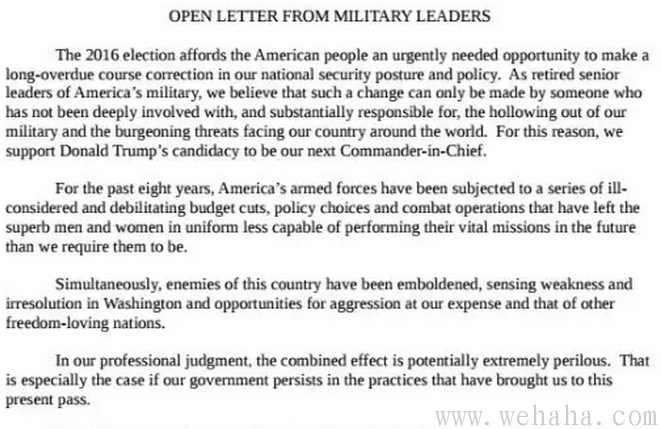 OPEN LETTER FROM MILITARY LEADERS
The 2016 election affords the American people an urgently needed opportunity to make a
long-overdue course correction in our national security posture and policy. As retired senior
leaders of America's military, we believe that such a change can only be made by someone who
has not been deeply involved with, and substantially responsible for, the hollowing out of our
military and the burgeoning threats facing our country around the world. For this reason, we
support Donald Trump's candidacy to be our next Commander-in-Chief.
For the past eight years, America's armed forces have been subjected to a series of ill-
considered and debilitating budget cuts, policy choices and combat operations that have left the
superb men and women in uniform less capable of performing their vital missions in the future
than we require them to be.
Simultaneously, enemies of this country have been emboldened, sensing weakness and
irresolution in Washington and opportunities for aggression at our expense and that of other
freedom-loving nations.
In our professional judgment, the combined effect is potentially extremely perilous. That
is especially the case if our government persists in the practices that have brought us to this
present pass.
www.wehaha.com